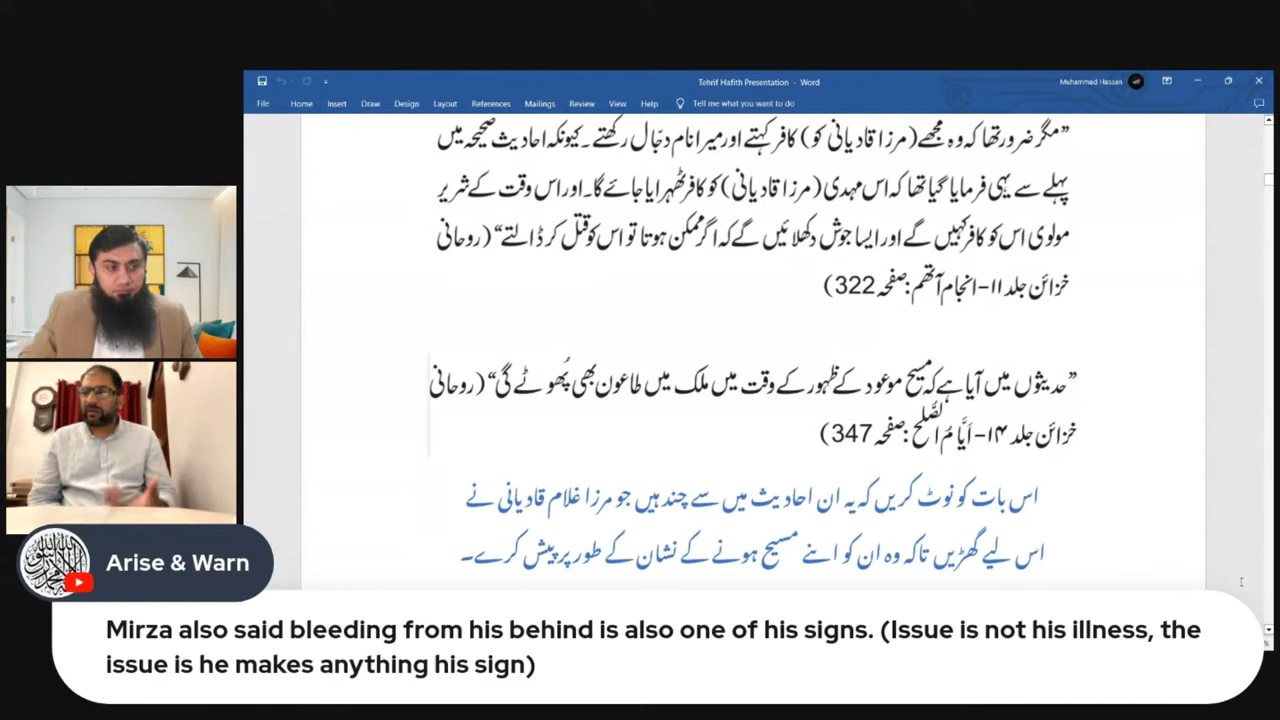 Tehrif Hafith Presentation - Word
Muhammed Hassan
File Home Insert Draw Design Layout References Mailings Review View Help Tell me what you want to do
”مگر ضرور تھا کہ وہ مجھے (مرزا قادیانی کو) کافر کہتے اور میرا نام دجّال رکھتے۔ کیونکہ احادیث صحیحہ میں
پہلے سے یہی فرمایا گیا تھا کہ اس مہدی (مرزا قادیانی) کو کافر ٹھہرایا جائے گا۔ اور اس وقت کے شریر
مولوی اس کو کافر کہیں گے اور ایسا جوش دکھلائیں گے کہ اگر ممکن ہوتا تو اس کو قتل کر ڈالتے“ (روحانی
خزائن جلد ۱۱-انجام آتھم: صفحہ 322)
”حدیثوں میں آیا ہے کہ مسیح موعود کے ظہور کے وقت میں ملک میں طاعون بھی پُھوٹے گی“ (روحانی
خزائن جلد ۱۴- اَیَّامُ الصُّلح: صفحہ 347)
اس بات کو نوٹ کریں کہ یہ ان احادیث میں سے چند ہیں جو مرزا غلام قادیانی نے
اس لیے گھڑیں تاکہ وہ ان کو اپنے مسیح ہونے کے نشان کے طور پر پیش کرے۔
Arise & Warn
Mirza also said bleeding from his behind is also one of his signs. (Issue is not his illness, the
issue is he makes anything his sign)